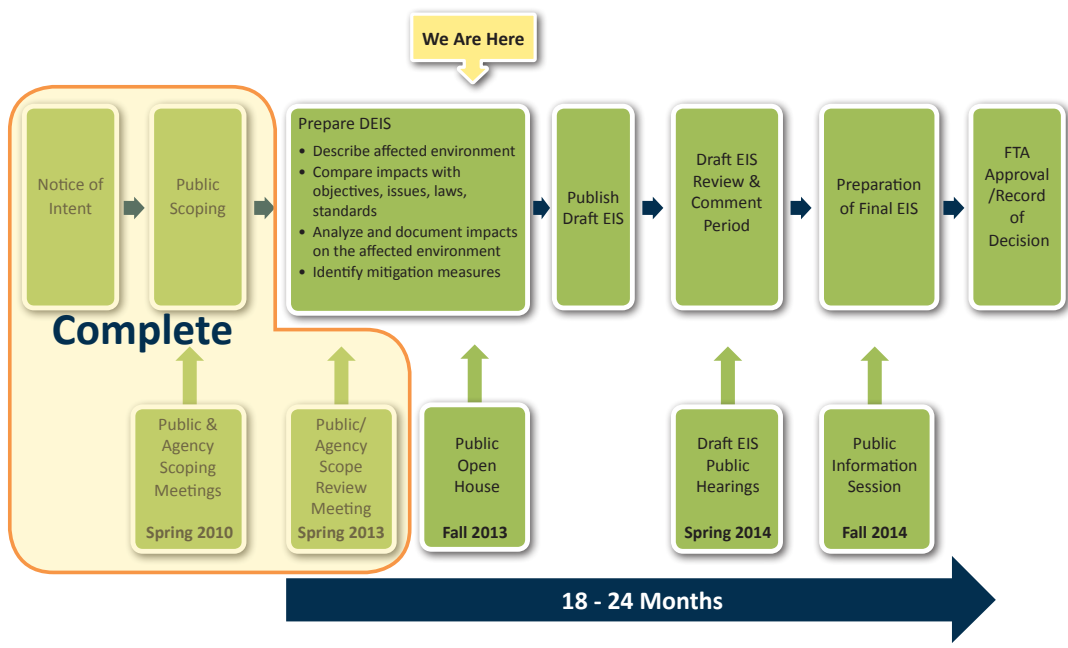 We Are Here
Notice of
Intent
Public
Scoping
Prepare DEIS
• Describe affected environment
• Compare impacts with
objectives, issues, laws,
standards
• Analyze and document impacts
on the affected environment
• Identify mitigation measures
Publish
Draft EIS
Draft EIS
Review &
Comment
Period
Preparation
of Final EIS
FTA
Approval
/Record
of
Decision
Complete
Public &
Agency
Scoping
Meetings
Spring 2010
Public/
Agency
Scope
Review
Meeting
Spring 2013
Public
Open
House
Fall 2013
Draft EIS
Public
Hearings
Spring 2014
Public
Information
Session
Fall 2014
18 - 24 Months